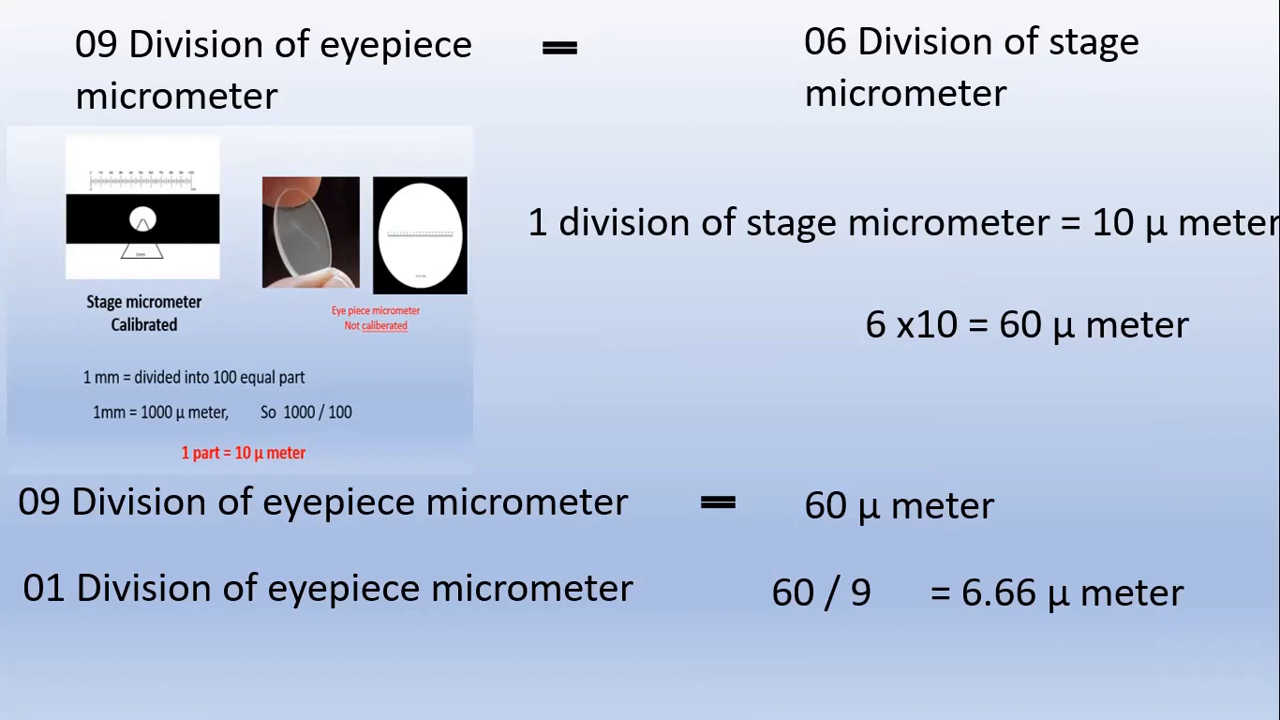 09 Division of eyepiece
micrometer
=
06 Division of stage
micrometer
Stage micrometer
Calibrated
Eye piece micrometer
Not caliberated
1 mm = divided into 100 equal part
1mm = 1000 µ meter, So 1000 / 100
1 part = 10 µ meter
1 division of stage micrometer = 10 µ meter
6 x10 = 60 µ meter
09 Division of eyepiece micrometer = 60 µ meter
01 Division of eyepiece micrometer 60 / 9 = 6.66 µ meter